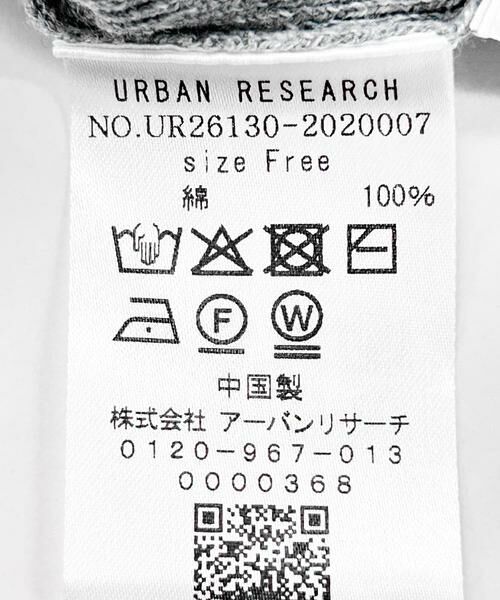 URBAN RESEARCH
NO.UR26130-2020007
size Free
綿 100%
F W
中国製
株式会社 アーバンリサーチ
0120-967-013
0000368